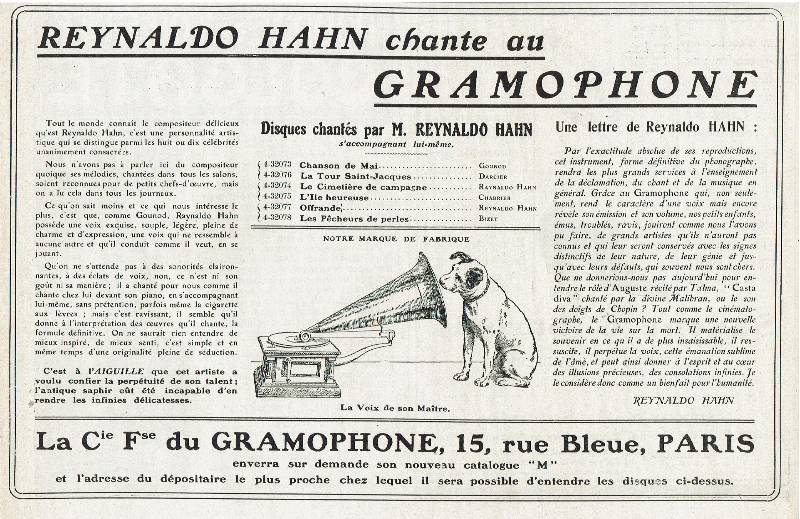 REYNALDO HAHN chante au
GRAMOPHONE
Tout le monde connait le compositeur délicieux
qu'est Reynaldo Hahn, c'est une personnalité artis-
tique qui se distingue parmi les huit ou dix célébrités
unanimement consacrées.
Nous n'avons pas à parler ici du compositeur
quoique ses mélodies, chantées dans tous les salons,
soient reconnues pour de petits chefs-d'œuvre, mais
on a lu cela dans tous les journaux.
Ce qu'on sait moins et ce qui nous intéresse le
plus, c'est que, comme Gounod, Raynaldo Hahn
possède une voix exquise, souple, légère, pleine de
charme et d'expression, une voix qui ne ressemble à
aucune autre et qu'il conduit comme il veut, en se
jouant.
Qu'on ne s'attende pas à des sonorités claironn-
antes, à des éclats de voix, non, ce n'est ni son
goût ni sa manière ; il a chanté pour nous comme il
chante chez lui devant son piano, en s'accompagnant
lui-même, sans prétention, parfois même la cigarette
aux lèvres ; mais c'est ravissant, il semble qu'il
donne à l'interprétation des œuvres qu'il chante, la
formule définitive. On ne saurait rien entendre de
mieux inspiré, de mieux senti, c'est simple et en
même temps d'une originalité pleine de séduction.
C'est à l'AIGUILLE que cet artiste a
voulu confier la perpétuité de son talent ;
l'antique saphir oût été incapable d'en
rendre les infinies délicatesses.
Disques chantés par M. REYNALDO HAHN
s'accompagnant lui-même.
4-32073 Chanson de Mai GOUNOD
4-32076 La Tour Saint-Jacques DARCIER
4-32074 Le Cimetière de campagne REYNALDO HAHN
4-32075 L'Ile heureuse CHABRIER
4-32077 Offrande REYNALDO HAHN
4-32078 Les Pêcheurs de perles BIZET
NOTRE MARQUE DE FABRIQUE
La Voix de son Maître.
Une lettre de Reynaldo HAHN :
Par l'exactitude absolue de ses reproductions,
cet instrument, forme définitive du phonographe,
rendra les plus grands services à l'enseignement
de la déclamation, du chant et de la musique en
général. Grâce au Gramophone qui, non seule-
ment, rend le caractère d'une voix mais encore
révèle son émission et son volume, nos petits enfants,
émus, troublés, ravis, jouiront comme nous l'avons
pu faire, de grands artistes qu'ils n'auront pas
connus et qui leur seront conservés avec les signes
distinctifs de leur nature, de leur génie et jus-
qu'avec leurs défauts, qui souvent nous sont chers.
Que ne donnerions-nous pas aujourd'hui pour en-
tendre le rôle d'Auguste récité par Talma, "Casta
diva" chanté par la divine Malibran, ou le son
des doigts de Chopin ? Tout comme le cinémato-
graphe, le Gramophone marque une nouvelle
victoire de la vie sur la mort. Il matérialise le
souvenir en ce qu'il a de plus insaisissable, il res-
suscite, il perpétue la voix, cette émanation sublime
de l'âme, et peut ainsi donner à l'esprit et au cœur
des illusions précieuses, des consolations infinies. Je
le considère donc comme un bienfait pour l'humanité.
REYNALDO HAHN
La Cie Fse du GRAMOPHONE, 15, rue Bleue, PARIS
enverra sur demande son nouveau catalogue "M"
et l'adresse du dépositaire le plus proche chez lequel il sera possible d'entendre les disques ci-dessus.